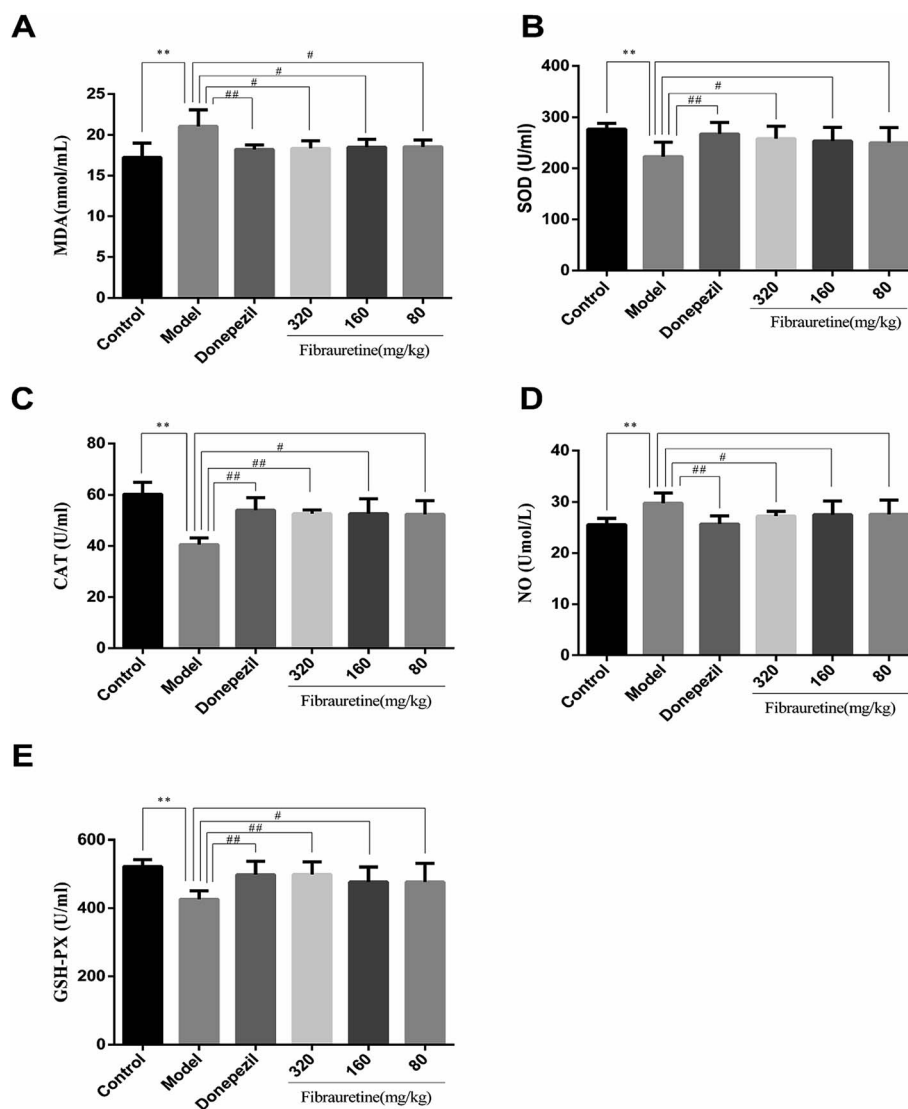 A
**
#
#
#
##
MDA(nmol/mL)
25
20
15
10
5
0
Control
Model
Donepezil
320
160
80
Fibrauretine(mg/kg)
B
**
#
##
SOD (U/ml)
400
300
200
100
0
Control
Model
Donepezil
320
160
80
Fibrauretine(mg/kg)
C
**
#
##
##
CAT (U/ml)
80
60
40
20
0
Control
Model
Donepezil
320
160
80
Fibrauretine(mg/kg)
D
**
#
##
NO (Umol/L)
40
30
20
10
0
Control
Model
Donepezil
320
160
80
Fibrauretine(mg/kg)
E
**
#
##
##
GSH-PX (U/ml)
600
400
200
0
Control
Model
Donepezil
320
160
80
Fibrauretine(mg/kg)